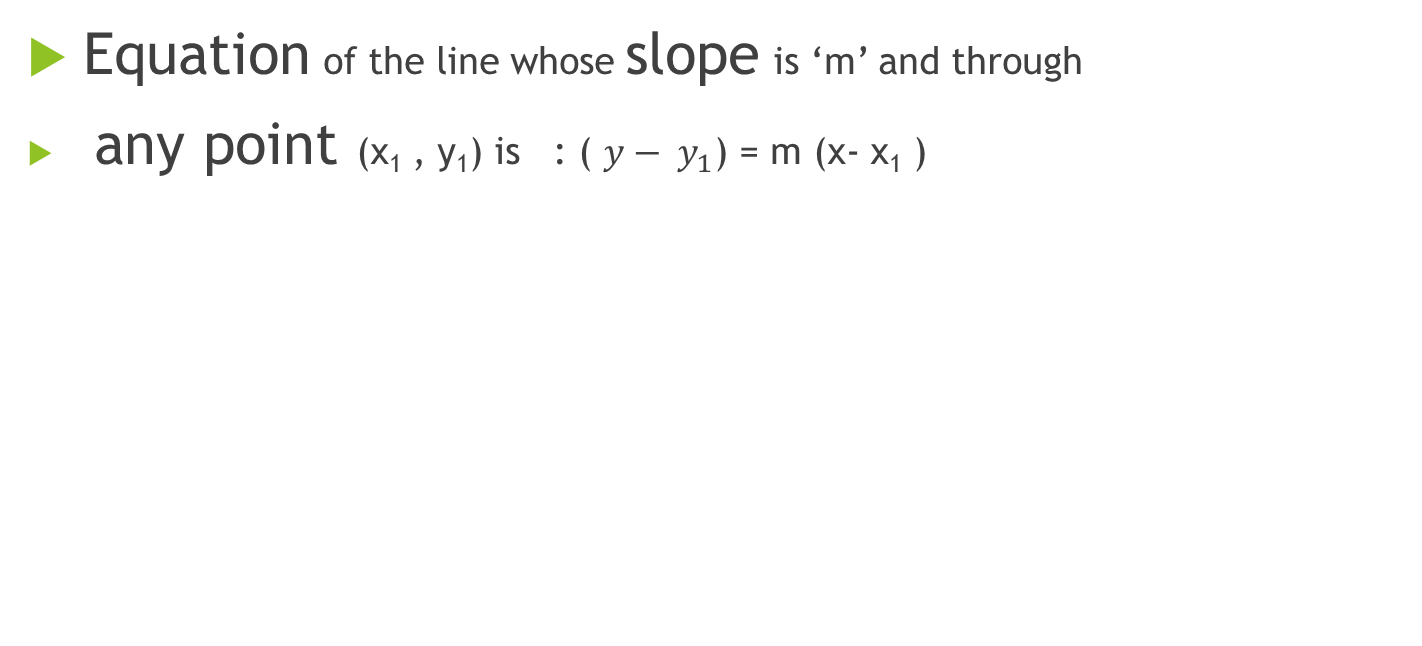 Equation of the line whose slope is ‘m’ and through
any point (x₁ , y₁) is : ( y − y₁) = m (x- x₁ )